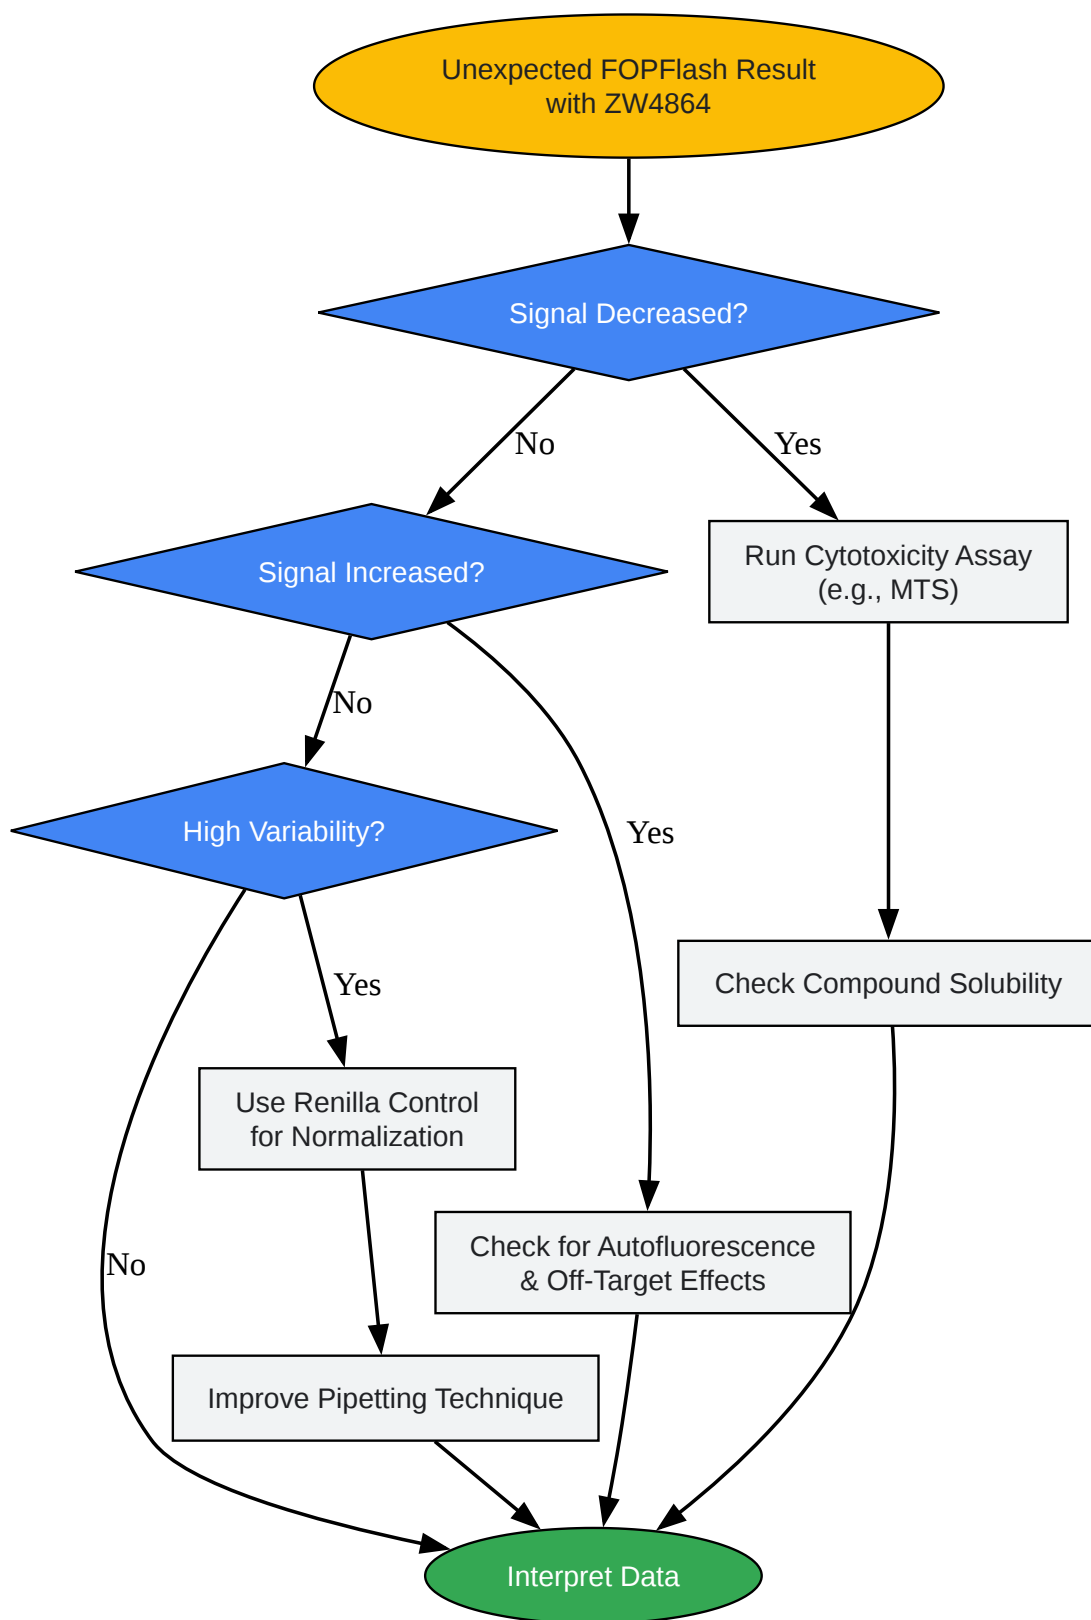 Unexpected FOPFlash Result
with ZW4864
Signal Decreased?
No
Yes
Signal Increased?
Run Cytotoxicity Assay
(e.g., MTS)
No
High Variability?
Yes
Yes
Check Compound Solubility
Use Renilla Control
for Normalization
No
Check for Autofluorescence
& Off-Target Effects
Improve Pipetting Technique
Interpret Data